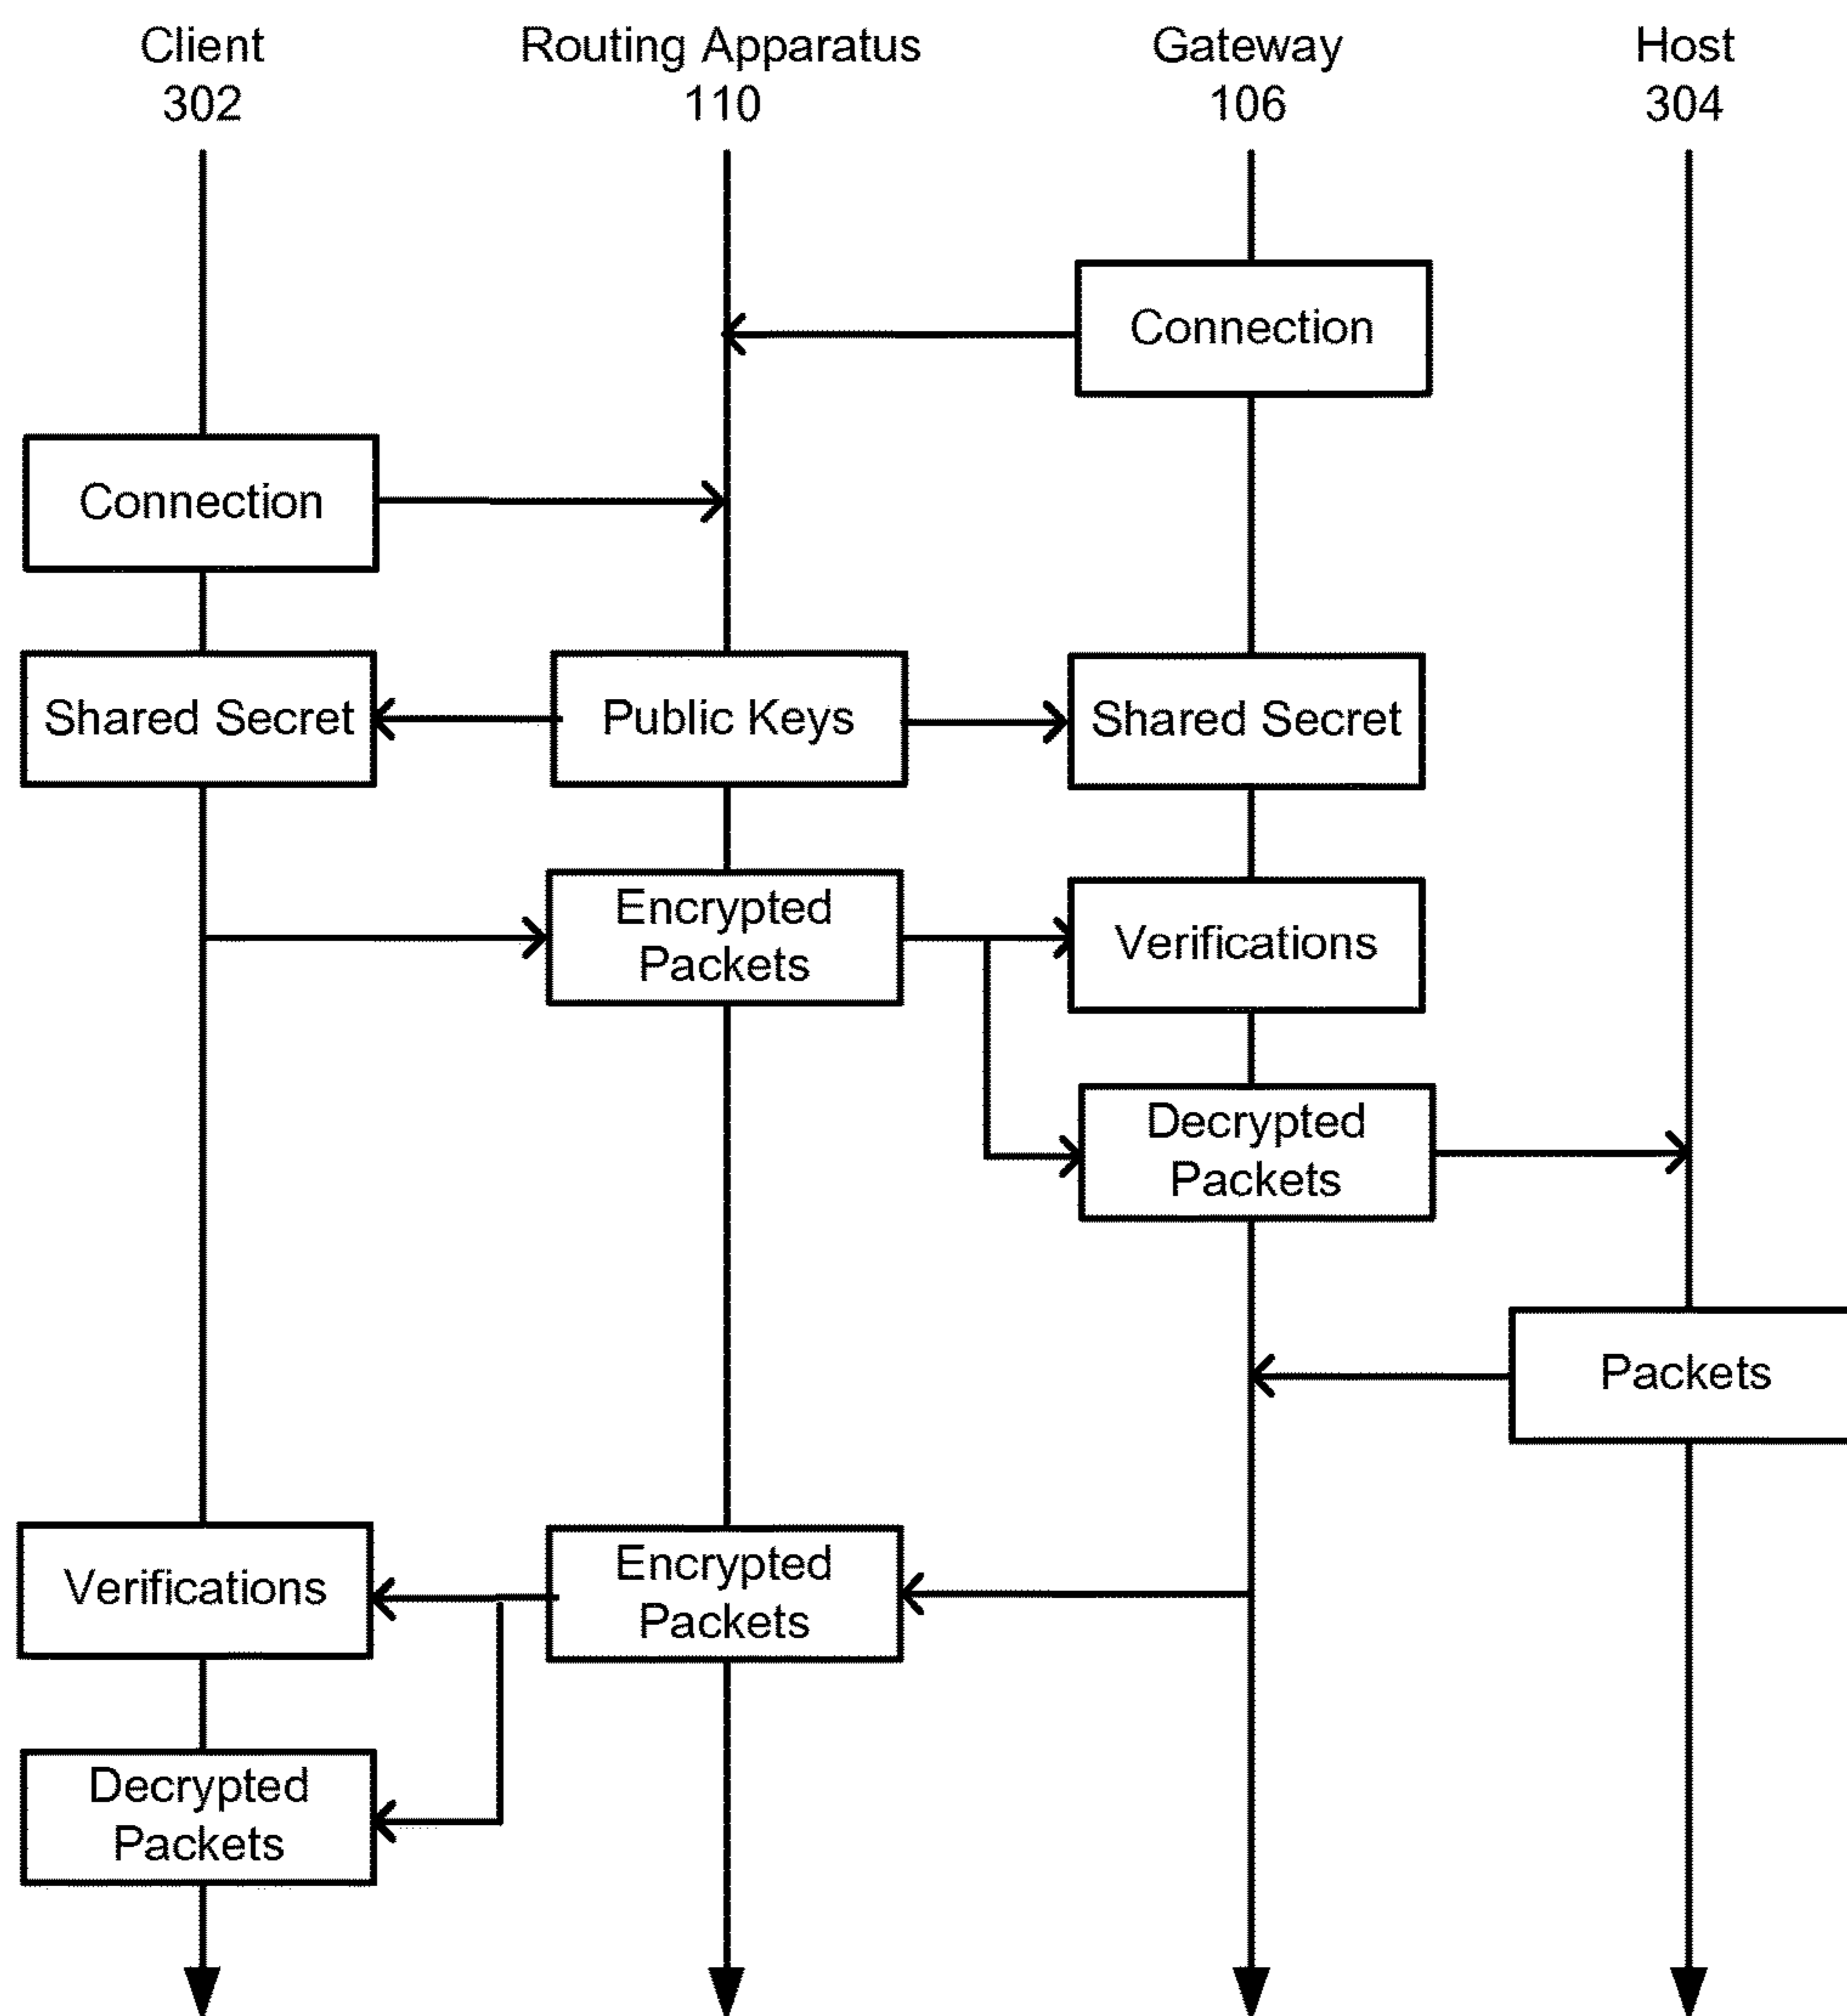 Client
302
Routing Apparatus
110
Gateway
106
Host
304
Connection
Connection
Shared Secret
Public Keys
Shared Secret
Encrypted
Packets
Verifications
Decrypted
Packets
Packets
Verifications
Encrypted
Packets
Decrypted
Packets